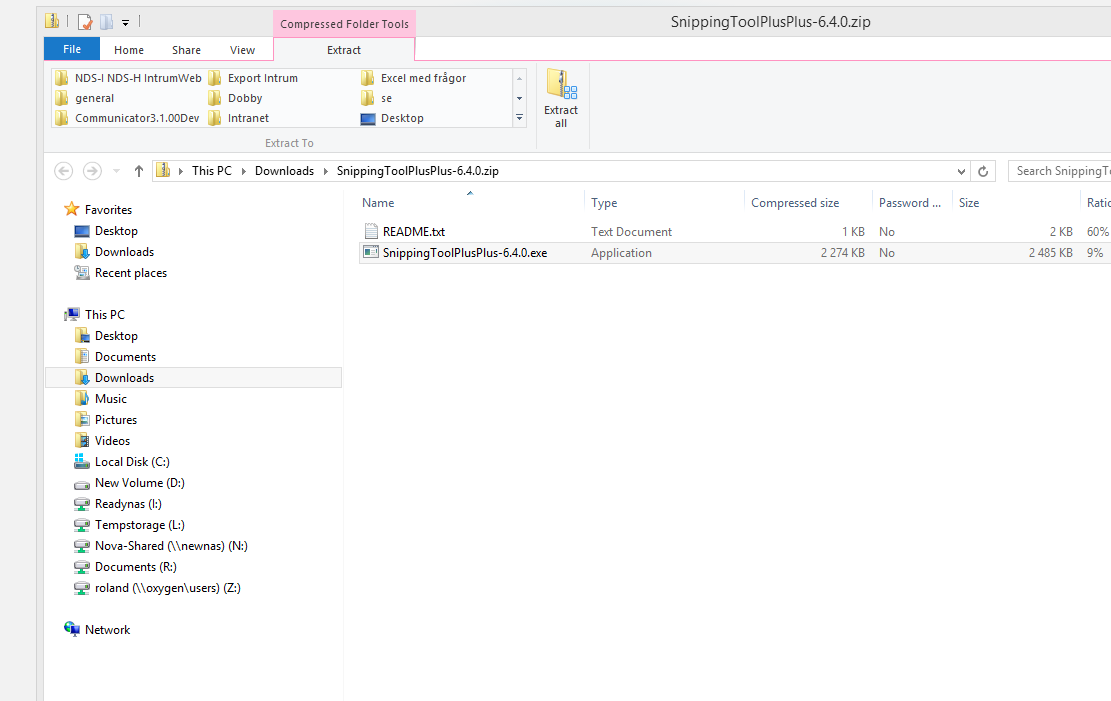 Compressed Folder Tools
SnippingToolPlusPlus-6.4.0.zip
File Home Share View Extract
NDS-I NDS-H IntrumWeb Export Intrum Excel med frågor
general Dobby se
Communicator3.1.00Dev Intranet Desktop
Extract all
Extract To
This PC Downloads SnippingToolPlusPlus-6.4.0.zip Search SnippingTo
Name Type Compressed size Password ... Size Ratio
README.txt Text Document 1 KB No 2 KB 60%
SnippingToolPlusPlus-6.4.0.exe Application 2 274 KB No 2 485 KB 9%
Favorites
Desktop
Downloads
Recent places
This PC
Desktop
Documents
Downloads
Music
Pictures
Videos
Local Disk (C:)
New Volume (D:)
Readynas (I:)
Tempstorage (L:)
Nova-Shared (\\newnas) (N:)
Documents (R:)
roland (\\oxygen\users) (Z:)
Network